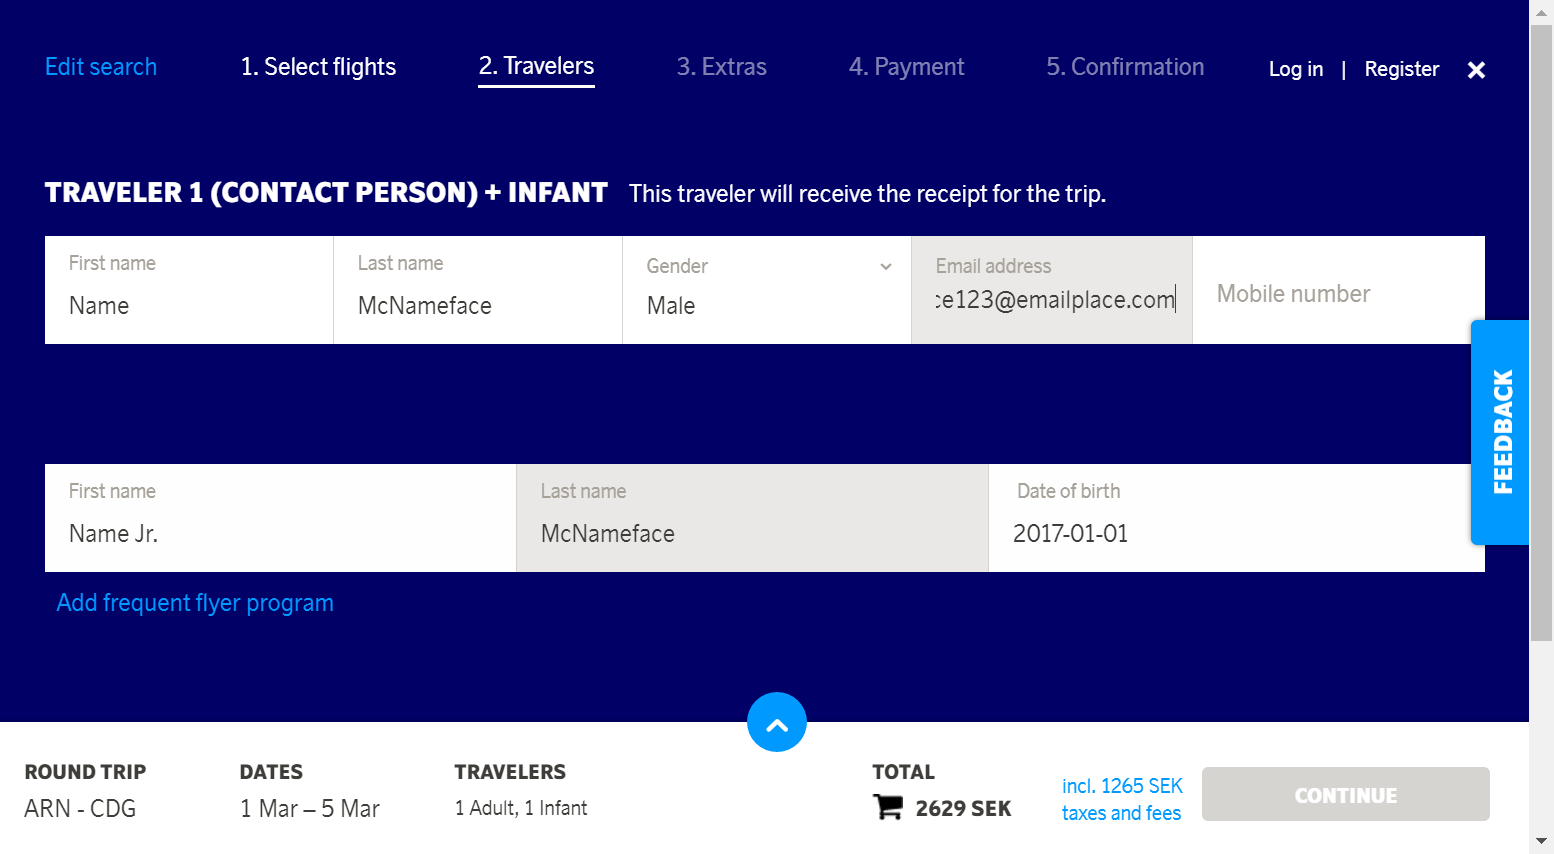 Edit search
1. Select flights
2. Travelers
3. Extras
4. Payment
5. Confirmation
Log in | Register
TRAVELER 1 (CONTACT PERSON) + INFANT This traveler will receive the receipt for the trip.
First name
Name
Last name
McNameface
Gender
Male
Email address
ce123@emailplace.com
Mobile number
FEEDBACK
First name
Name Jr.
Last name
McNameface
Date of birth
2017-01-01
Add frequent flyer program
ROUND TRIP
ARN - CDG
DATES
1 Mar – 5 Mar
TRAVELERS
1 Adult, 1 Infant
TOTAL
2629 SEK
incl. 1265 SEK
taxes and fees
CONTINUE